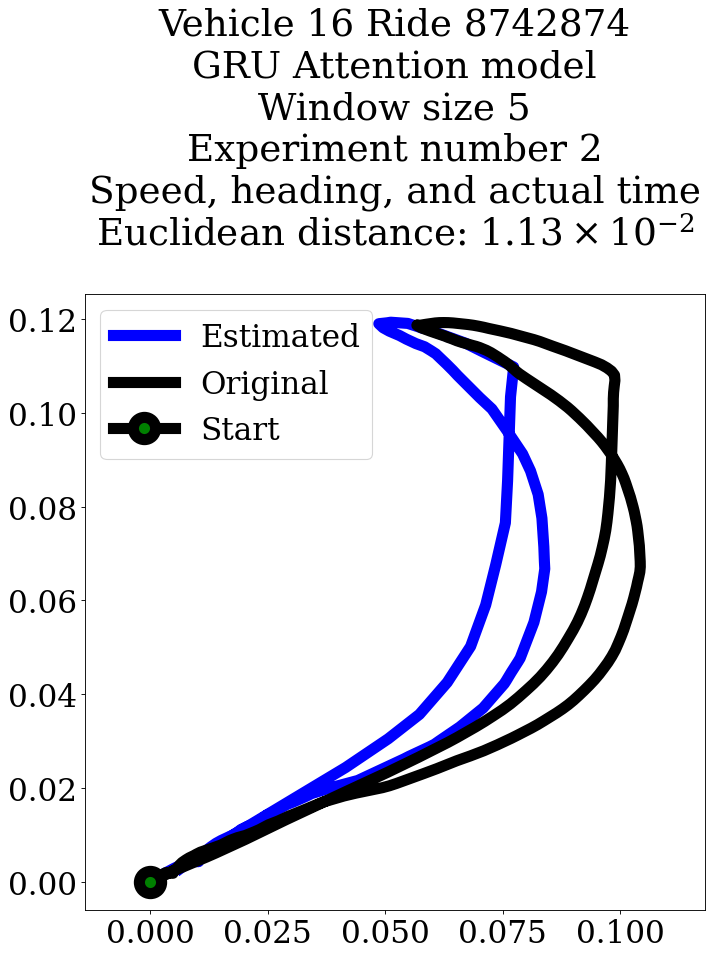 Vehicle 16 Ride 8742874
GRU Attention model
Window size 5
Experiment number 2
Speed, heading, and actual time
Euclidean distance: 1.13 × 10⁻²
Estimated
Original
Start
0.12
0.10
0.08
0.06
0.04
0.02
0.00
0.000 0.025 0.050 0.075 0.100